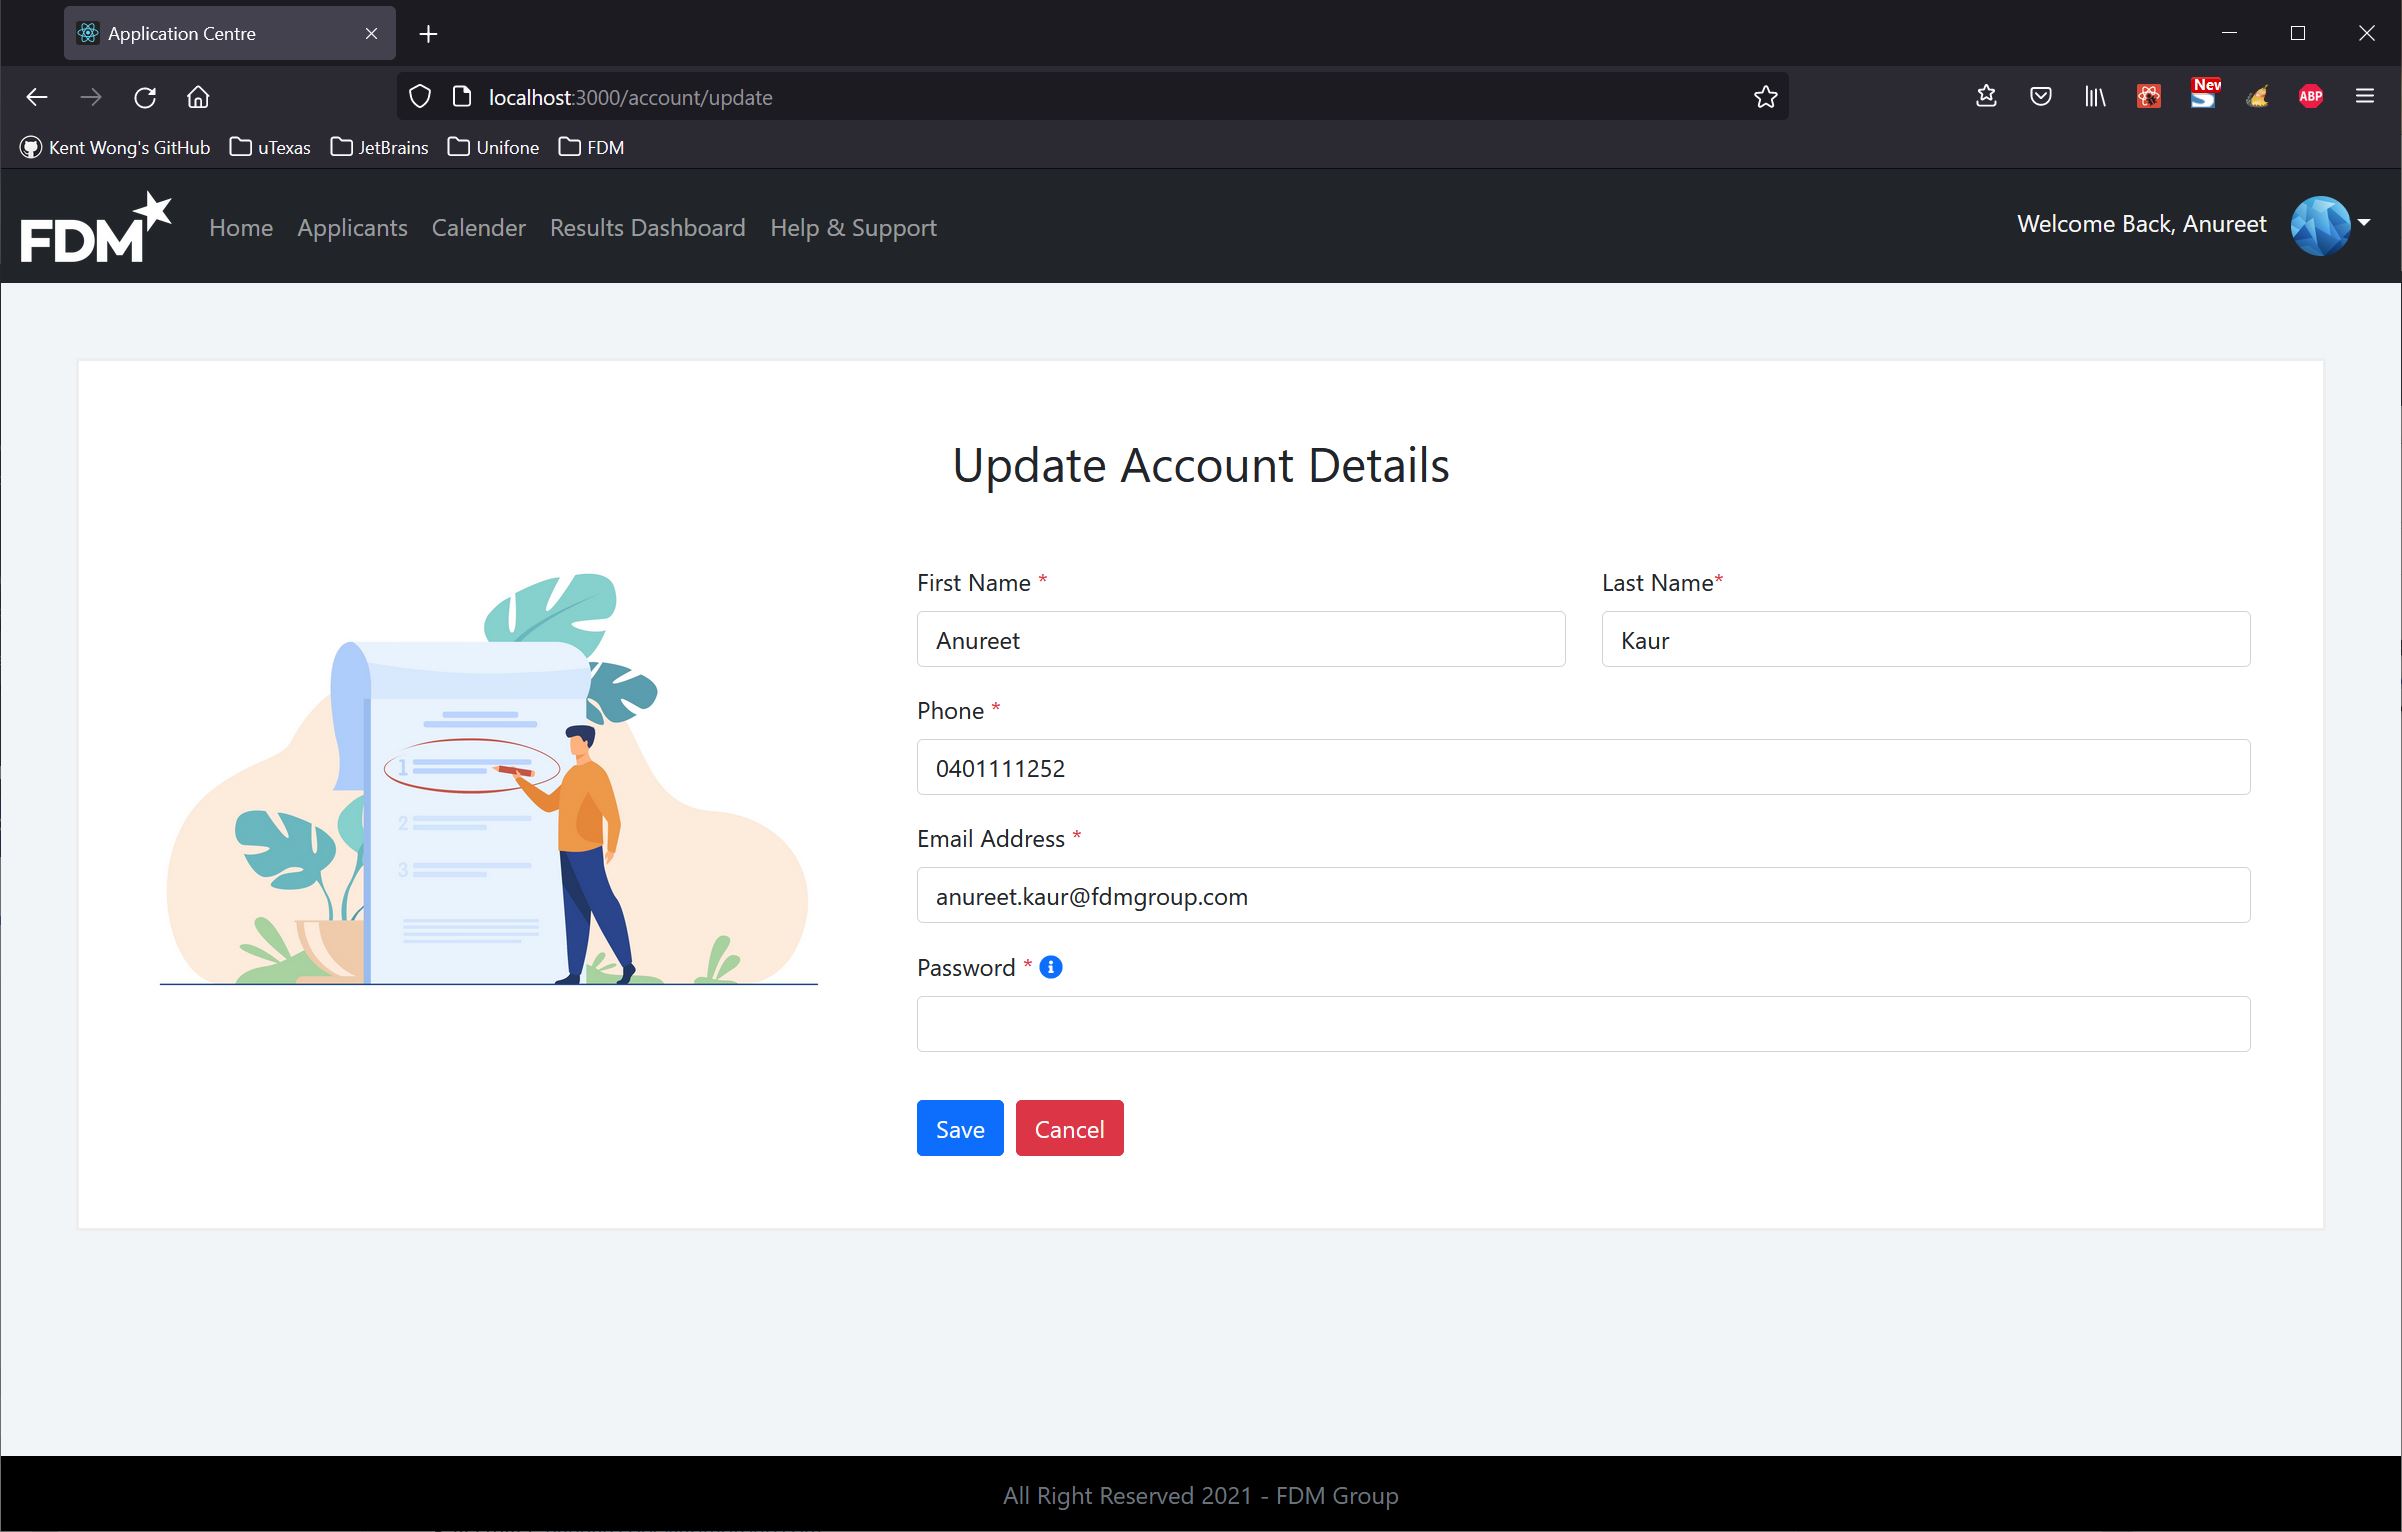 Application Centre
localhost:3000/account/update
New
ABP
Kent Wong's GitHub uTexas JetBrains Unifone FDM
FDM Home Applicants Calender Results Dashboard Help & Support Welcome Back, Anureet
Update Account Details
First Name * Last Name*
Anureet Kaur
Phone *
0401111252
Email Address *
anureet.kaur@fdmgroup.com
Password *
1
2
3
Save Cancel
All Right Reserved 2021 - FDM Group